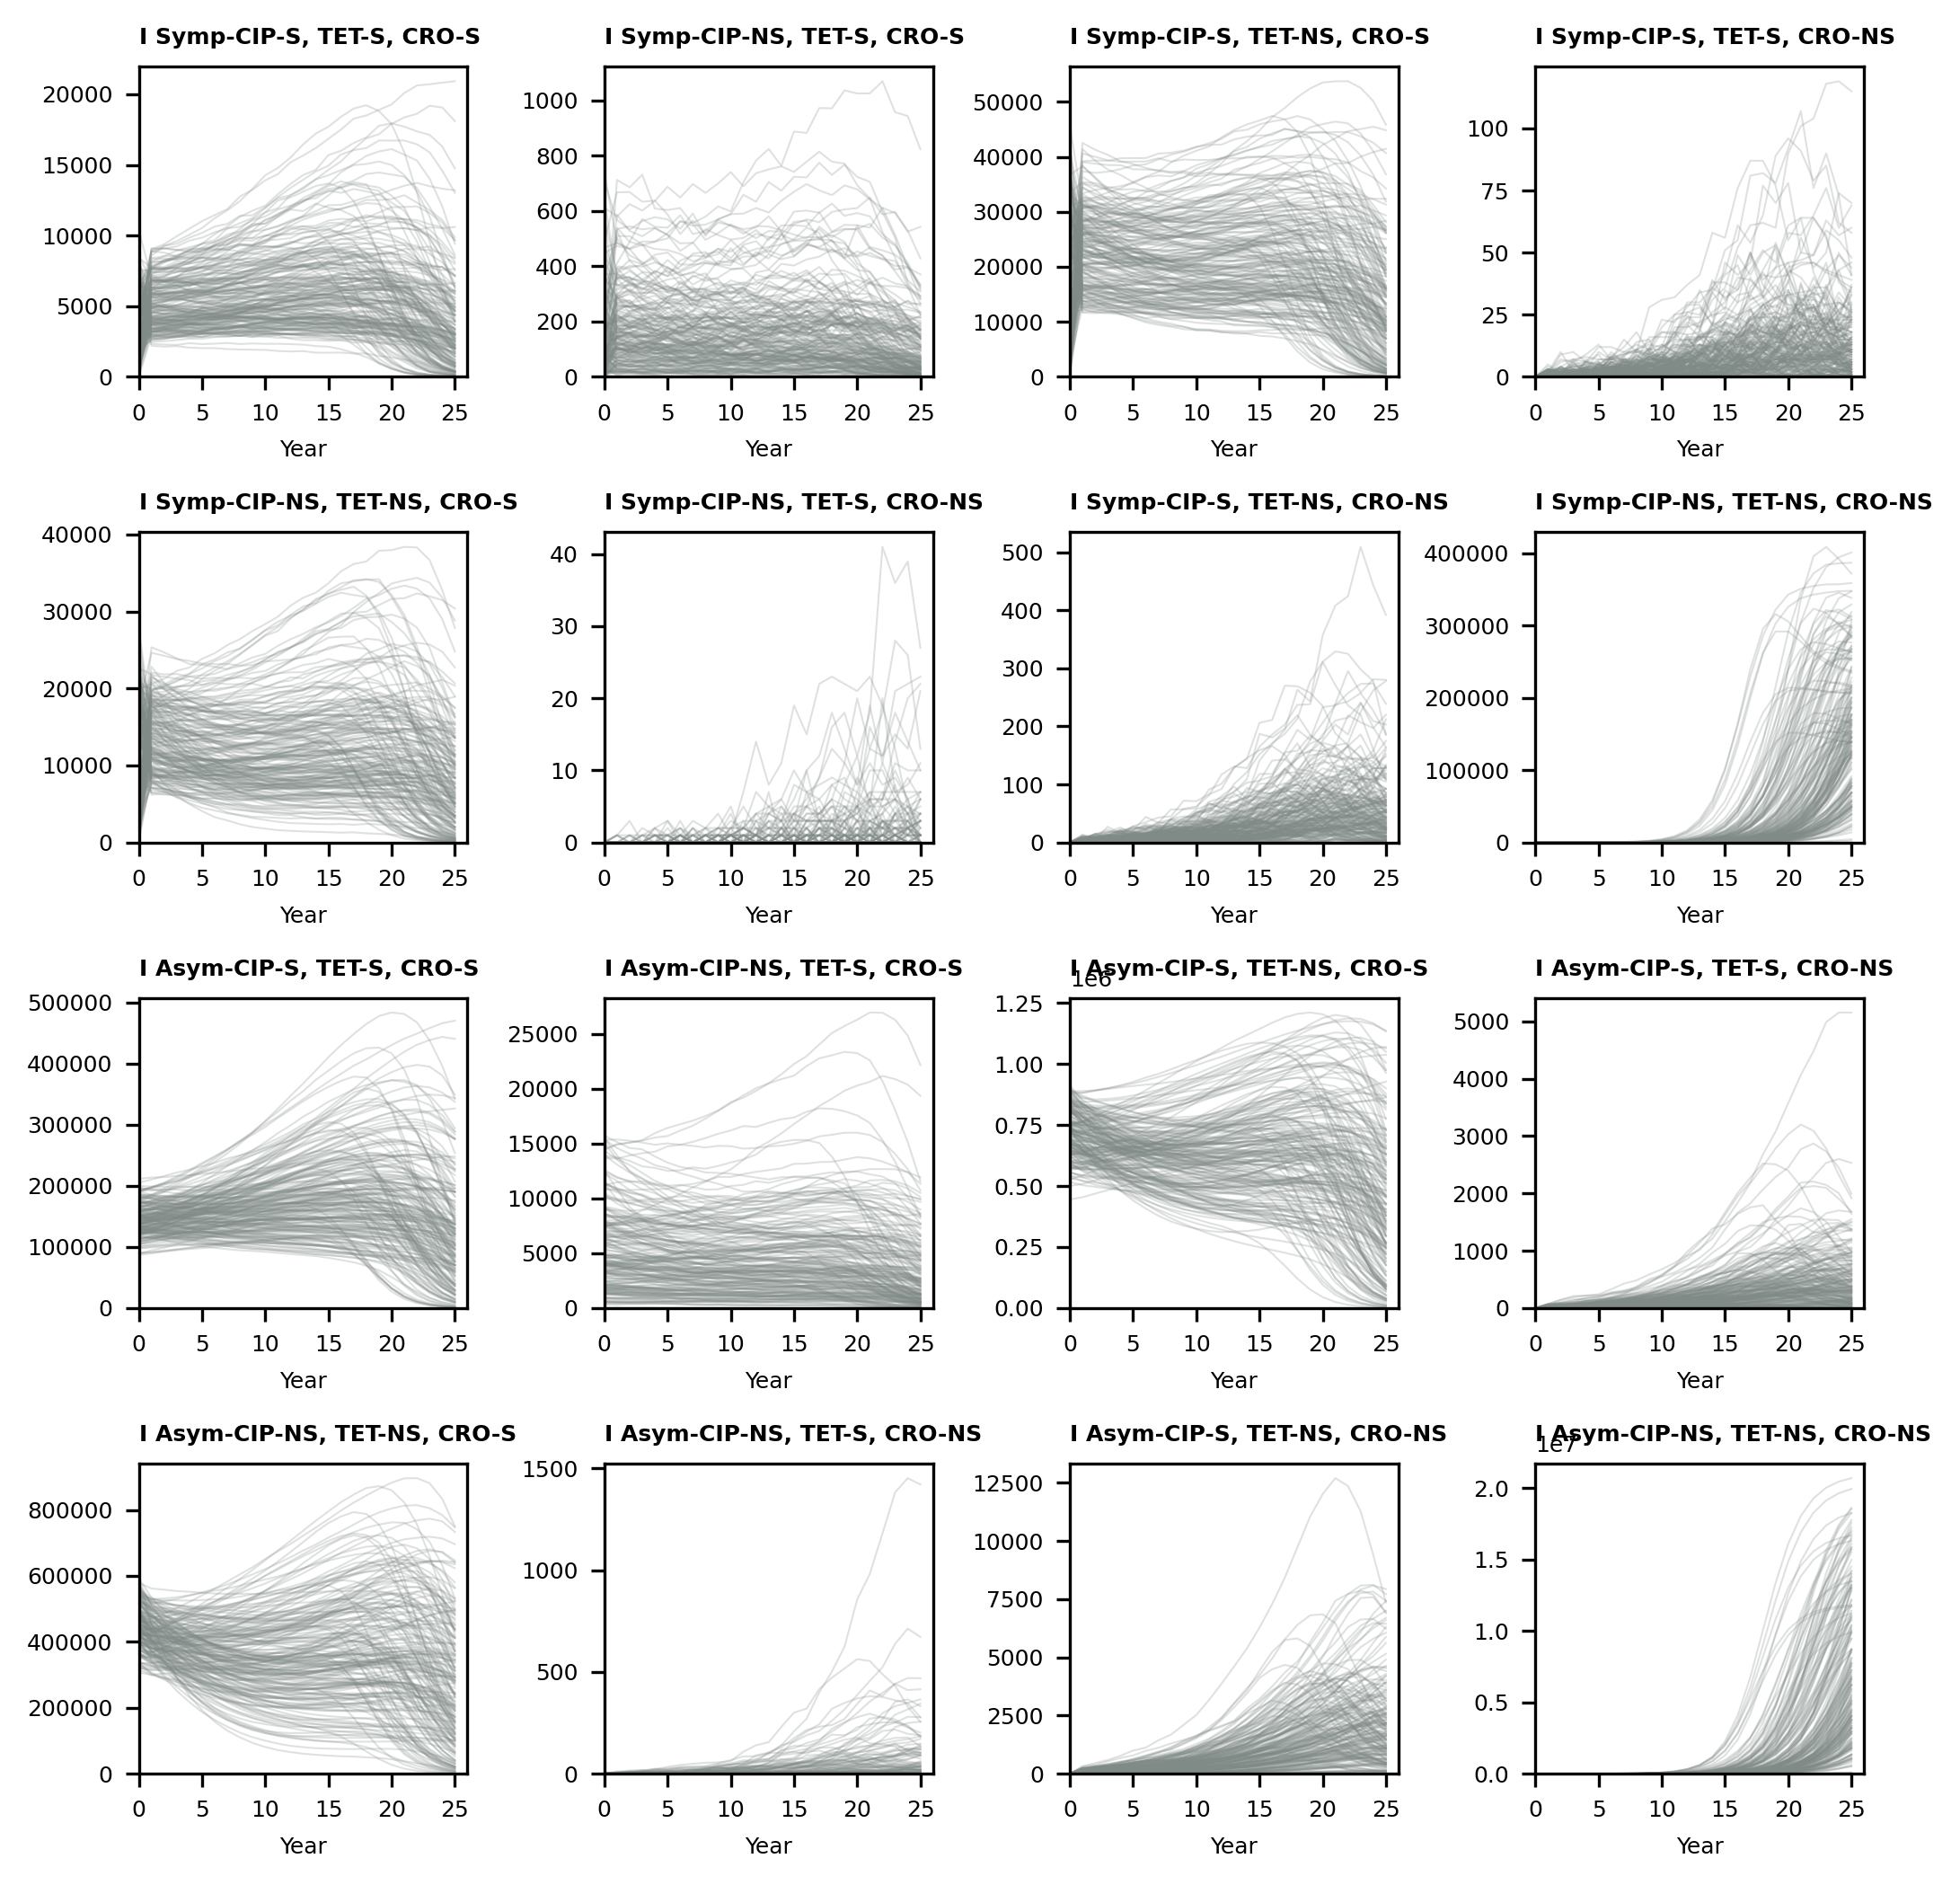 I Symp-CIP-S, TET-S, CRO-S
20000
15000
10000
5000
0
0 5 10 15 20 25
Year
I Symp-CIP-NS, TET-S, CRO-S
1000
800
600
400
200
0
0 5 10 15 20 25
Year
I Symp-CIP-S, TET-NS, CRO-S
50000
40000
30000
20000
10000
0
0 5 10 15 20 25
Year
I Symp-CIP-S, TET-S, CRO-NS
100
75
50
25
0
0 5 10 15 20 25
Year
I Symp-CIP-NS, TET-NS, CRO-S
40000
30000
20000
10000
0
0 5 10 15 20 25
Year
I Symp-CIP-NS, TET-S, CRO-NS
40
30
20
10
0
0 5 10 15 20 25
Year
I Symp-CIP-S, TET-NS, CRO-NS
500
400
300
200
100
0
0 5 10 15 20 25
Year
I Symp-CIP-NS, TET-NS, CRO-NS
400000
300000
200000
100000
0
0 5 10 15 20 25
Year
I Asym-CIP-S, TET-S, CRO-S
500000
400000
300000
200000
100000
0
0 5 10 15 20 25
Year
I Asym-CIP-NS, TET-S, CRO-S
25000
20000
15000
10000
5000
0
0 5 10 15 20 25
Year
I Asym-CIP-S, TET-NS, CRO-S
1e6
1.25
1.00
0.75
0.50
0.25
0.00
0 5 10 15 20 25
Year
I Asym-CIP-S, TET-S, CRO-NS
5000
4000
3000
2000
1000
0
0 5 10 15 20 25
Year
I Asym-CIP-NS, TET-NS, CRO-S
800000
600000
400000
200000
0
0 5 10 15 20 25
Year
I Asym-CIP-NS, TET-S, CRO-NS
1500
1000
500
0
0 5 10 15 20 25
Year
I Asym-CIP-S, TET-NS, CRO-NS
12500
10000
7500
5000
2500
0
0 5 10 15 20 25
Year
I Asym-CIP-NS, TET-NS, CRO-NS
1e7
2.0
1.5
1.0
0.5
0.0
0 5 10 15 20 25
Year